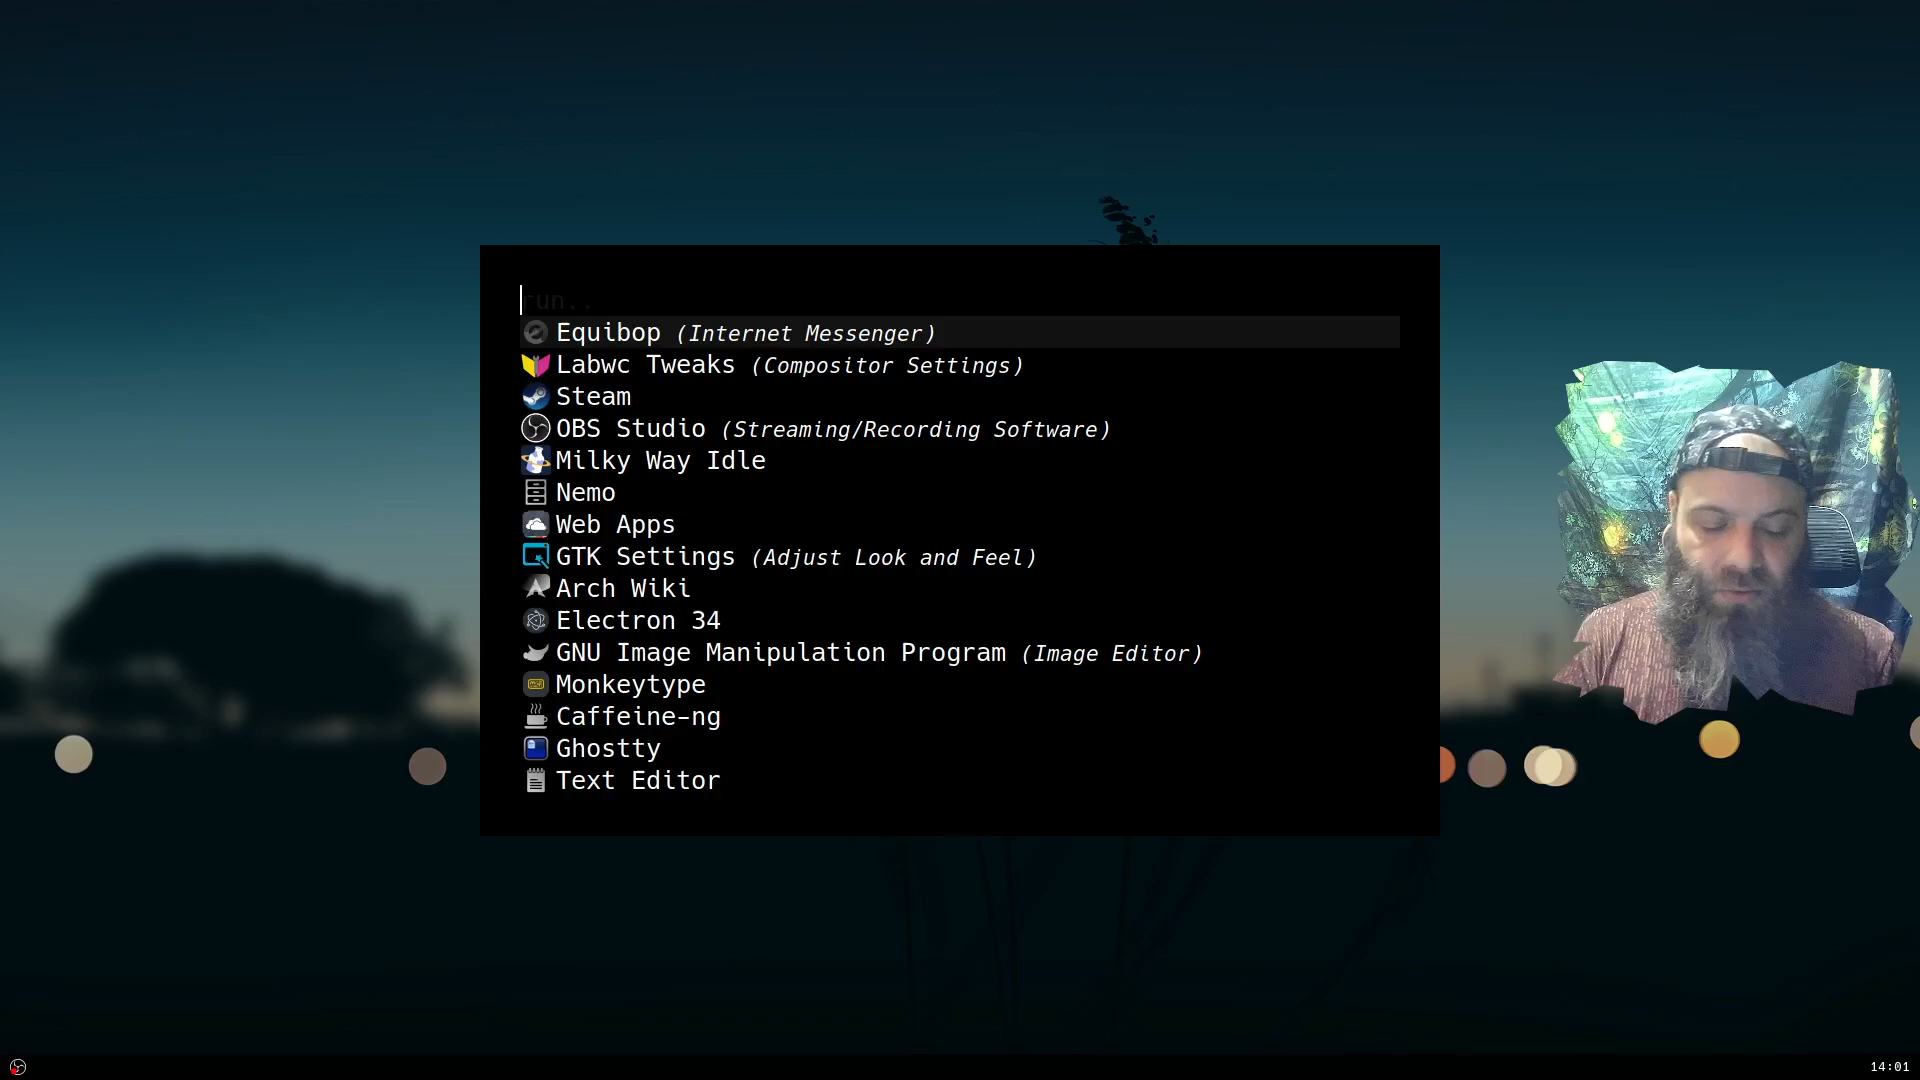 run..
Equibop (Internet Messenger)
Labwc Tweaks (Compositor Settings)
Steam
OBS Studio (Streaming/Recording Software)
Milky Way Idle
Nemo
Web Apps
GTK Settings (Adjust Look and Feel)
Arch Wiki
Electron 34
GNU Image Manipulation Program (Image Editor)
Monkeytype
Caffeine-ng
Ghostty
Text Editor
14:01